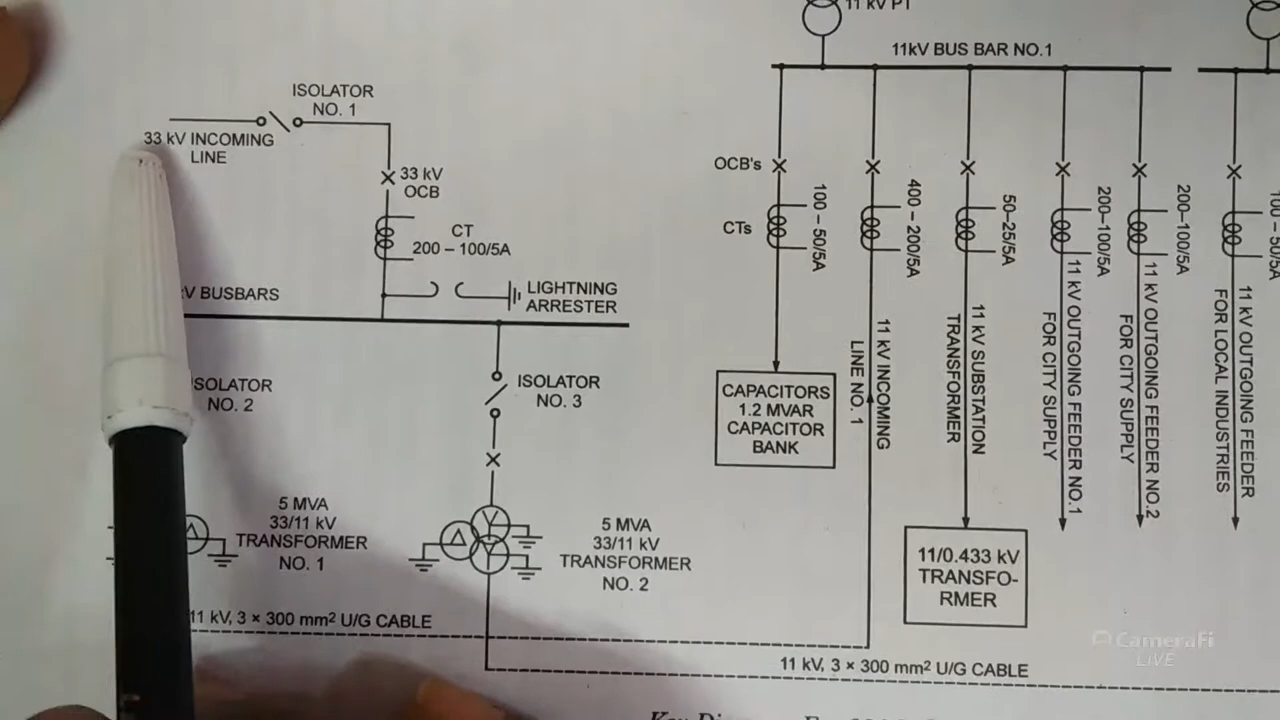 11 kV PT
11kV BUS BAR NO.1
ISOLATOR
NO. 1
33 kV INCOMING
LINE
33 kV
OCB
CT
200 – 100/5A
LIGHTNING
ARRESTER
BUSBARS
ISOLATOR
NO. 3
NO. 2
5 MVA
33/11 kV
TRANSFORMER
NO. 1
5 MVA
33/11 kV
TRANSFORMER
NO. 2
11 kV, 3 × 300 mm² U/G CABLE
11 kV, 3 × 300 mm² U/G CABLE
OCB's
CTs
100 – 50/5A
400 – 200/5A
50–25/5A
200–100/5A
200–100/5A
100 – 50/5A
CAPACITORS
1.2 MVAR
CAPACITOR
BANK
11 kV INCOMING
LINE NO. 1
11 kV SUBSTATION
TRANSFORMER
11/0.433 kV
TRANSFO-
RMER
11 kV OUTGOING FEEDER NO.1
FOR CITY SUPPLY
11 kV OUTGOING FEEDER NO.2
FOR CITY SUPPLY
11 kV OUTGOING FEEDER
FOR LOCAL INDUSTRIES
CameraFi
LiVE